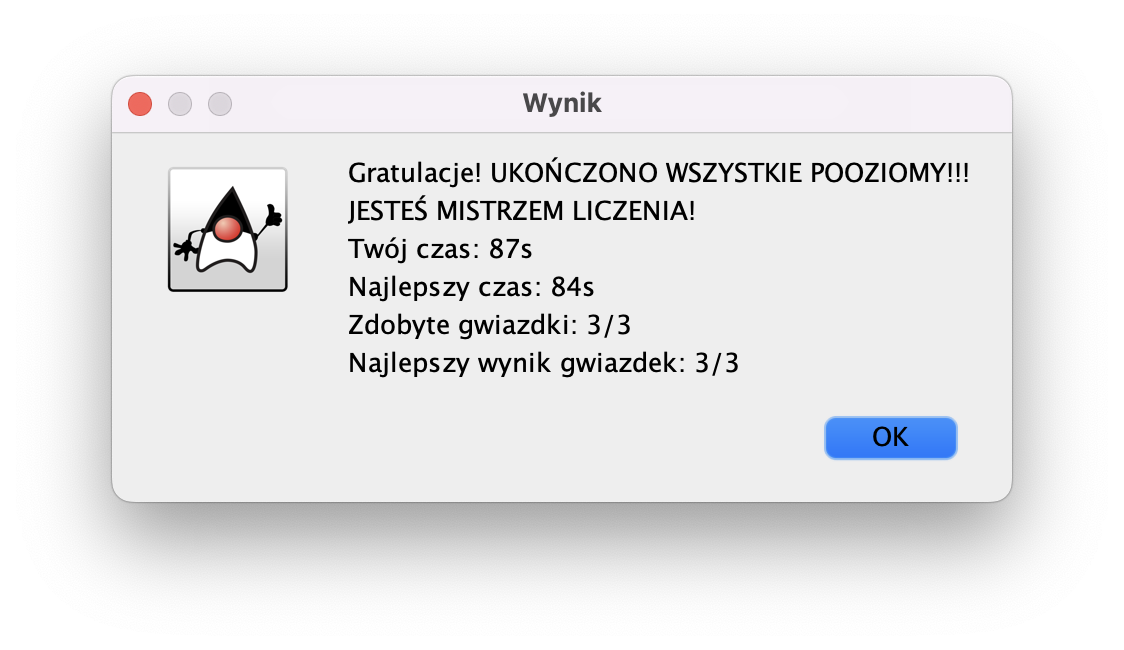 Wynik
Gratulacje! UKOŃCZONO WSZYSTKIE POOZIOMY!!!
JESTEŚ MISTRZEM LICZENIA!
Twój czas: 87s
Najlepszy czas: 84s
Zdobyte gwiazdki: 3/3
Najlepszy wynik gwiazdek: 3/3
OK